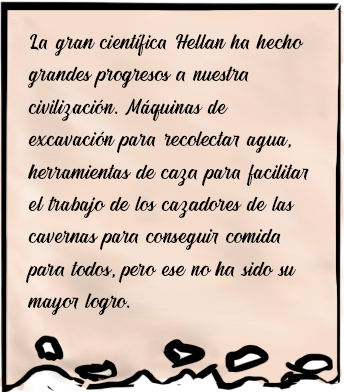 La gran científica Hellan ha hecho
grandes progresos a nuestra
civilización. Máquinas de
excavación para recolectar agua,
herramientas de caza para facilitar
el trabajo de los cazadores de las
cavernas para conseguir comida
para todos, pero ese no ha sido su
mayor logro.